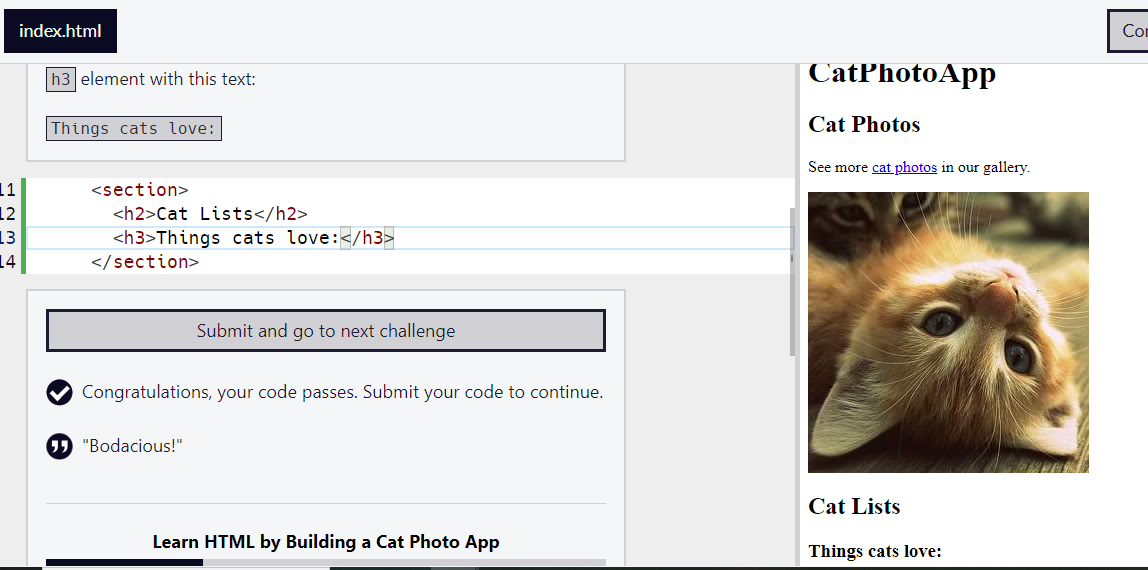 index.html
Con
h3 element with this text:
Things cats love:
11 <section>
12 <h2>Cat Lists</h2>
13 <h3>Things cats love:</h3>
14 </section>
Submit and go to next challenge
Congratulations, your code passes. Submit your code to continue.
"Bodacious!"
Learn HTML by Building a Cat Photo App
CatPhotoApp
Cat Photos
See more cat photos in our gallery.
Cat Lists
Things cats love: